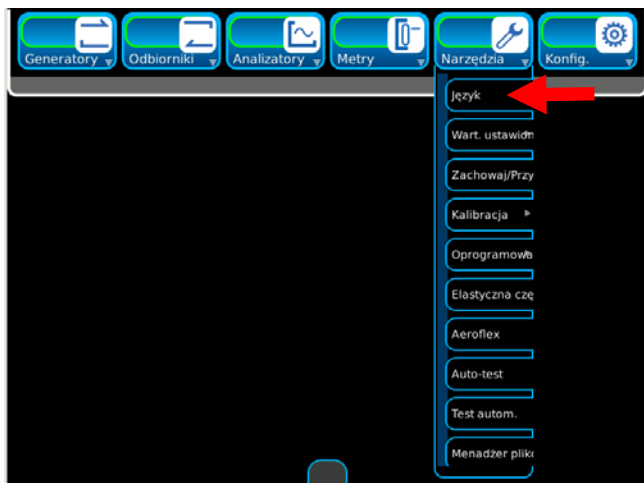 Generatory Odbiorniki Analizatory Metry Narzędzia Konfig.
Język
Wart. ustawion
Zachowaj/Przy
Kalibracja
Oprogramowa
Elastyczna czę
Aeroflex
Auto-test
Test autom.
Menadżer pliko